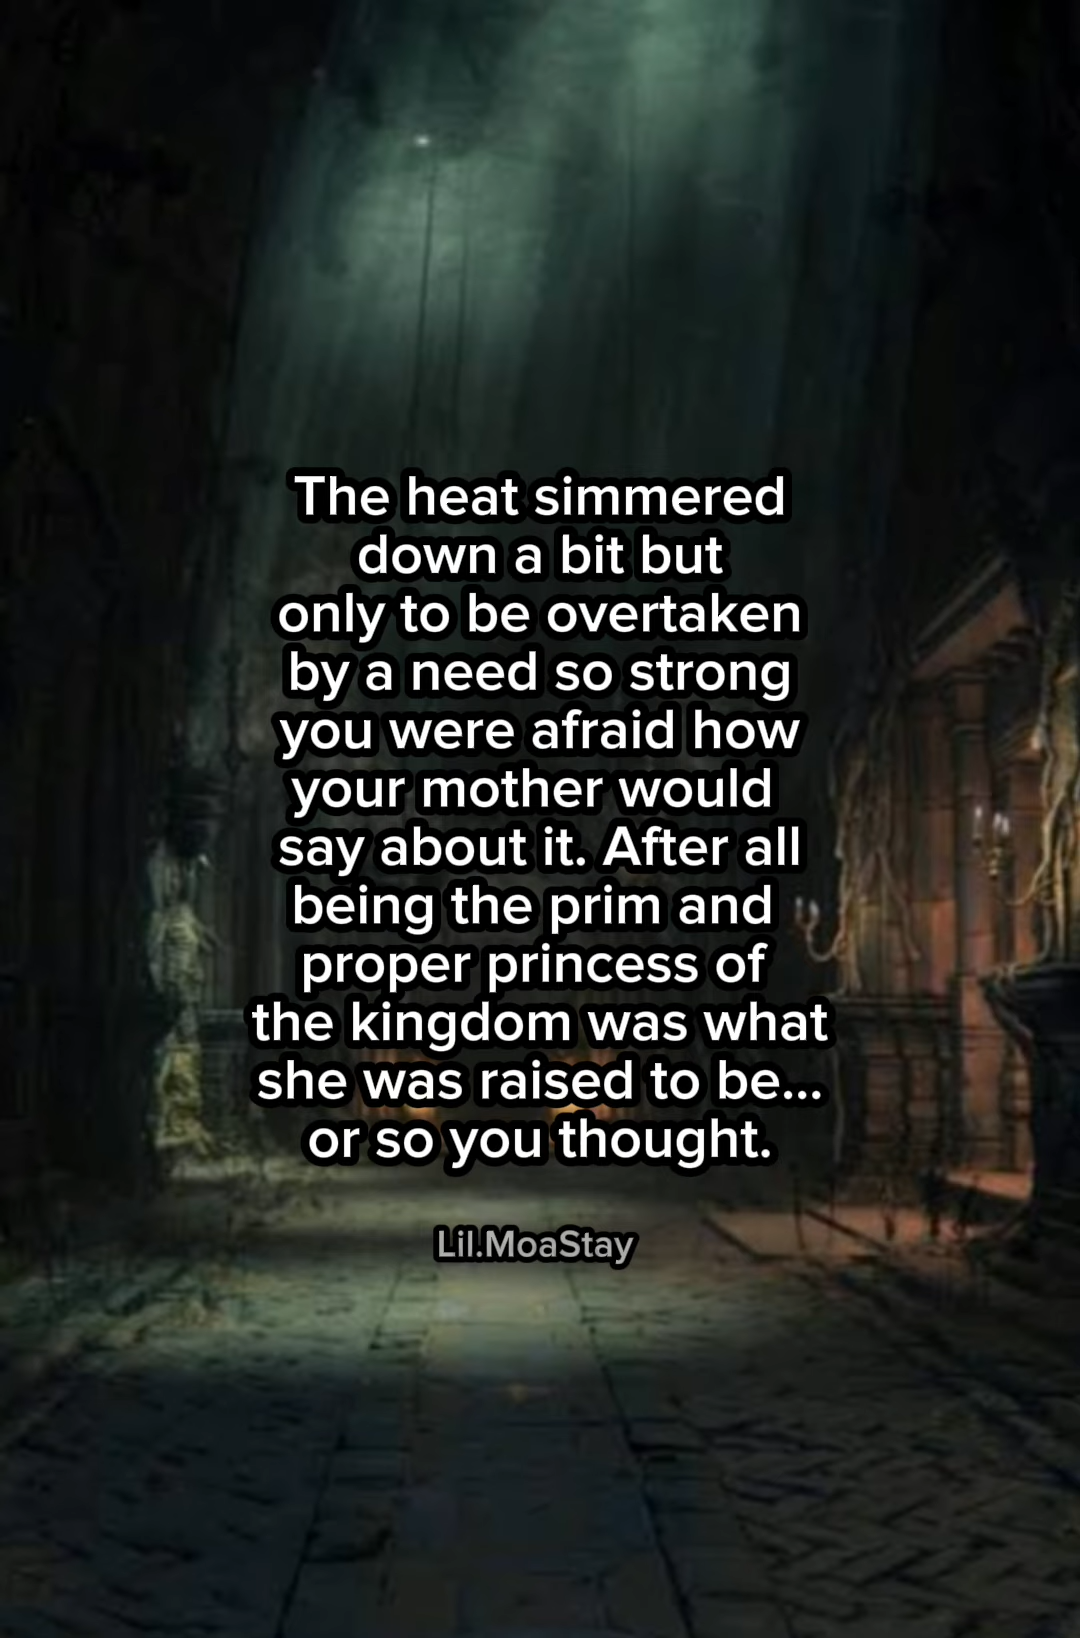 The heat simmered
down a bit but
only to be overtaken
by a need so strong
you were afraid how
your mother would
say about it. After all
being the prim and
proper princess of
the kingdom was what
she was raised to be...
or so you thought.
Lil.MoaStay